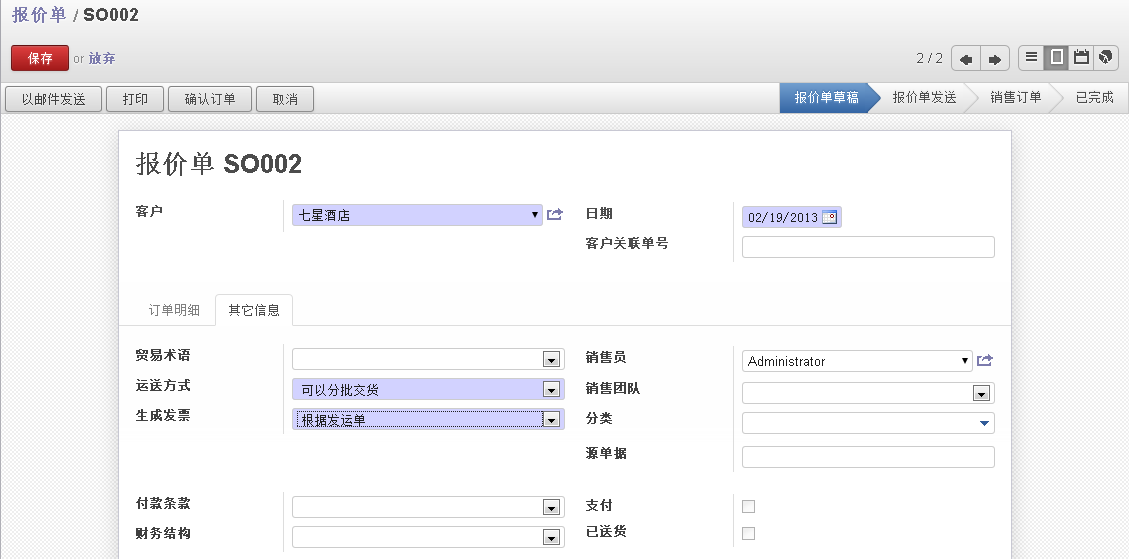 报价单 / SO002
保存 or 放弃
2 / 2
以邮件发送 打印 确认订单 取消
报价单草稿 报价单发送 销售订单 已完成
报价单 SO002
客户 七星酒店
日期 02/19/2013
客户关联单号
订单明细 其它信息
贸易术语
销售员 Administrator
运送方式 可以分批交货
销售团队
生成发票 根据发运单
分类
源单据
付款条款
支付
财务结构
已送货